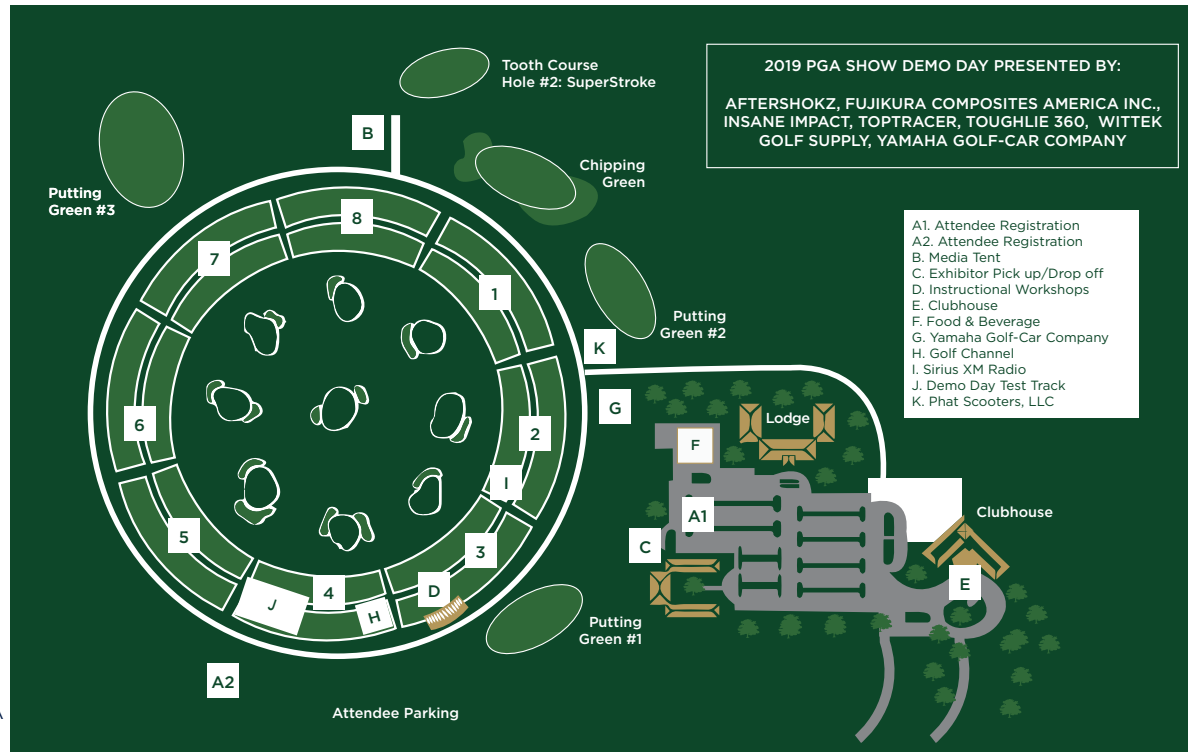 Tooth Course
Hole #2: SuperStroke
2019 PGA SHOW DEMO DAY PRESENTED BY:
AFTERSHOKZ, FUJIKURA COMPOSITES AMERICA INC.,
INSANE IMPACT, TOPTRACER, TOUGHLIE 360, WITTEK
GOLF SUPPLY, YAMAHA GOLF-CAR COMPANY
B
Chipping
Green
Putting
Green #3
8
7
1
A1. Attendee Registration
A2. Attendee Registration
B. Media Tent
C. Exhibitor Pick up/Drop off
D. Instructional Workshops
E. Clubhouse
F. Food & Beverage
G. Yamaha Golf-Car Company
H. Golf Channel
I. Sirius XM Radio
J. Demo Day Test Track
K. Phat Scooters, LLC
Putting
Green #2
K
G
Lodge
6
2
F
I
A1
Clubhouse
5
3
C
4
D
E
J
H
Putting
Green #1
A2
Attendee Parking
A